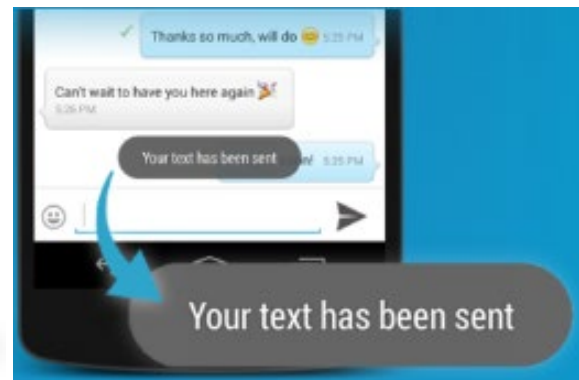 Thanks so much, will do 😊 5:25 PM
Can't wait to have you here again 🎉
5:26 PM
Your text has been sent
5:25 PM
Your text has been sent